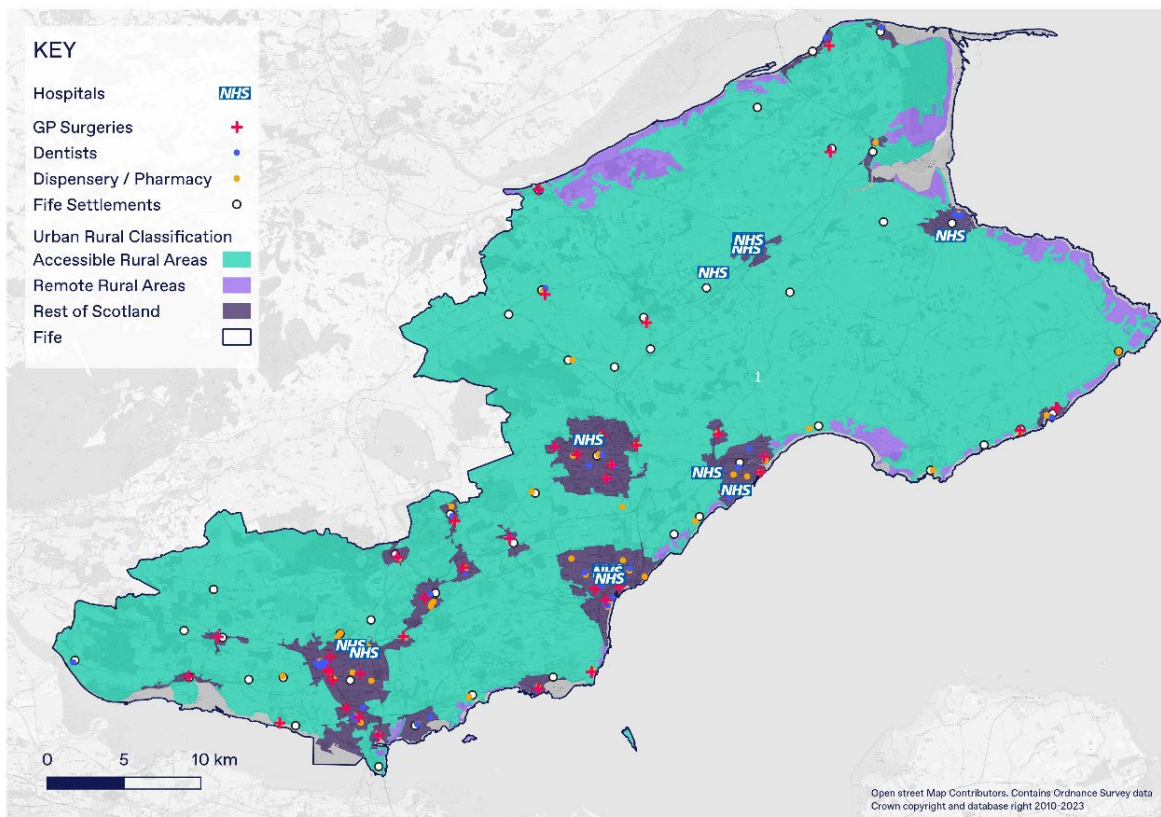 KEY
Hospitals NHS
GP Surgeries
Dentists
Dispensery / Pharmacy
Fife Settlements
Urban Rural Classification
Accessible Rural Areas
Remote Rural Areas
Rest of Scotland
Fife
NHS
NHS
NHS
NHS
1
NHS
NHS
NHS
NHS
NHS
NHS
NHS
0 5 10 km
Open street Map Contributors. Contains Ordnance Survey data
Crown copyright and database right 2010-2023